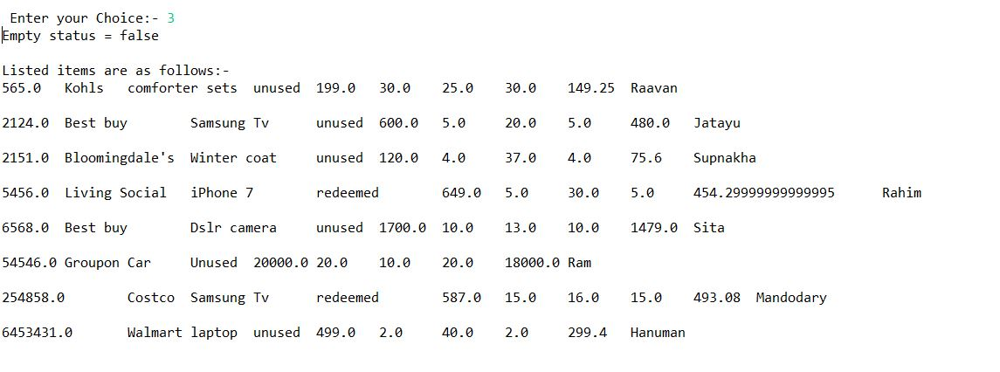 Enter your Choice:- 3
Empty status = false
Listed items are as follows:-
565.0 Kohls comforter sets unused 199.0 30.0 25.0 30.0 149.25 Raavan
2124.0 Best buy Samsung Tv unused 600.0 5.0 20.0 5.0 480.0 Jatayu
2151.0 Bloomingdale's Winter coat unused 120.0 4.0 37.0 4.0 75.6 Supnakha
5456.0 Living Social iPhone 7 redeemed 649.0 5.0 30.0 5.0 454.29999999999995 Rahim
6568.0 Best buy Dslr camera unused 1700.0 10.0 13.0 10.0 1479.0 Sita
54546.0 Groupon Car Unused 20000.0 20.0 10.0 20.0 18000.0 Ram
254858.0 Costco Samsung Tv redeemed 587.0 15.0 16.0 15.0 493.08 Mandodary
6453431.0 Walmart laptop unused 499.0 2.0 40.0 2.0 299.4 Hanuman